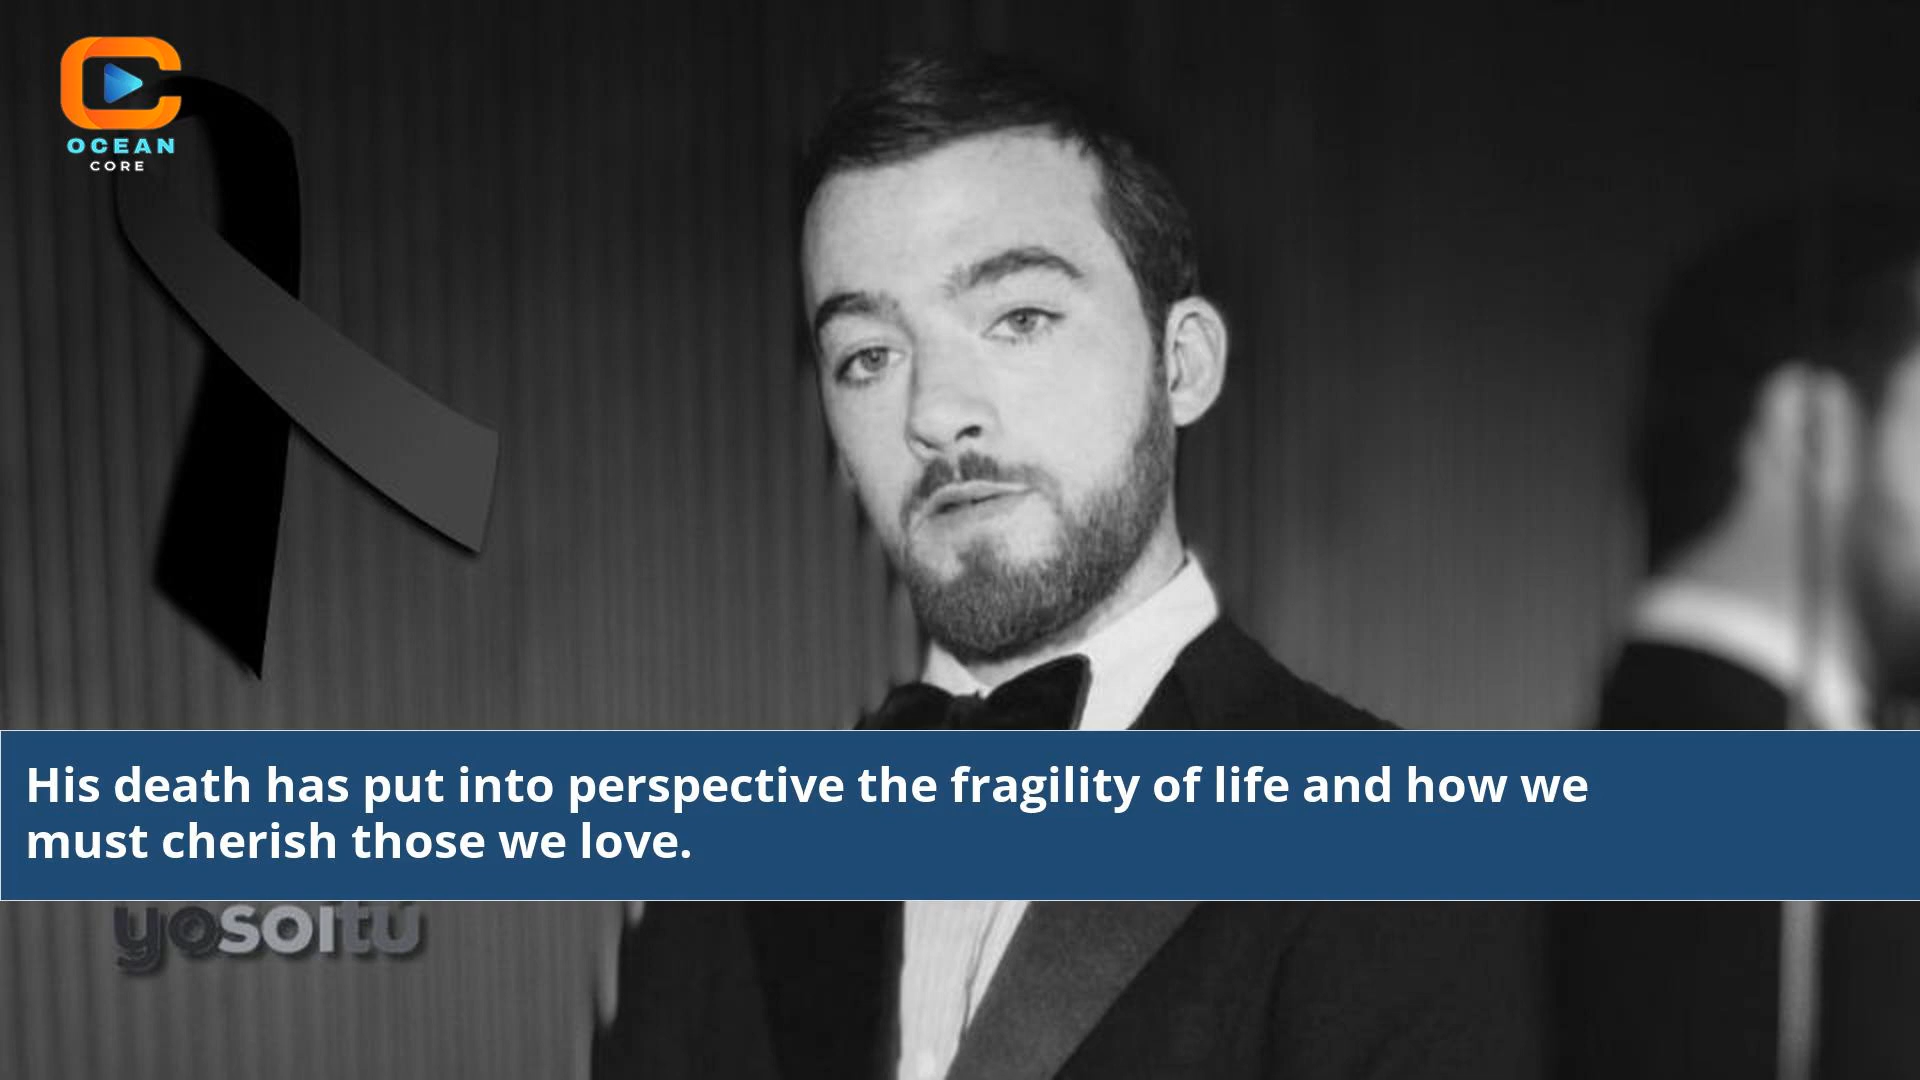 OCEAN
CORE
His death has put into perspective the fragility of life and how we
must cherish those we love.
yosoitú